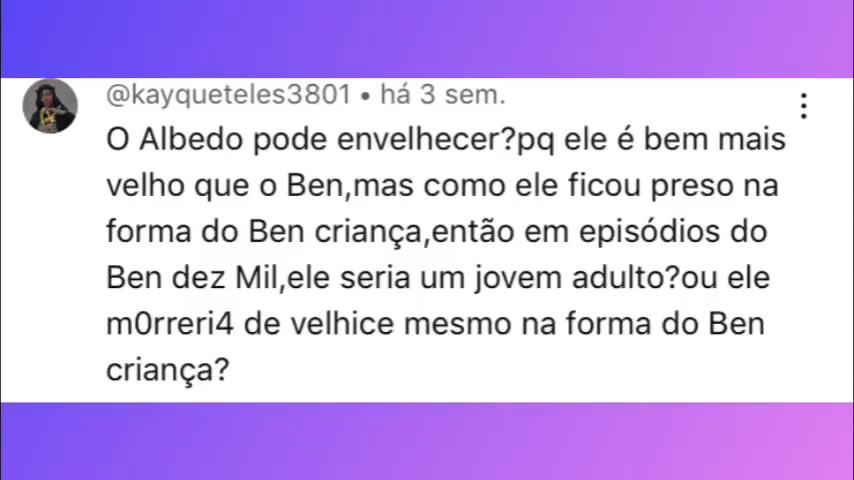 @kayqueteles3801 • há 3 sem.
O Albedo pode envelhecer?pq ele é bem mais
velho que o Ben,mas como ele ficou preso na
forma do Ben criança,então em episódios do
Ben dez Mil,ele seria um jovem adulto?ou ele
m0rreri4 de velhice mesmo na forma do Ben
criança?